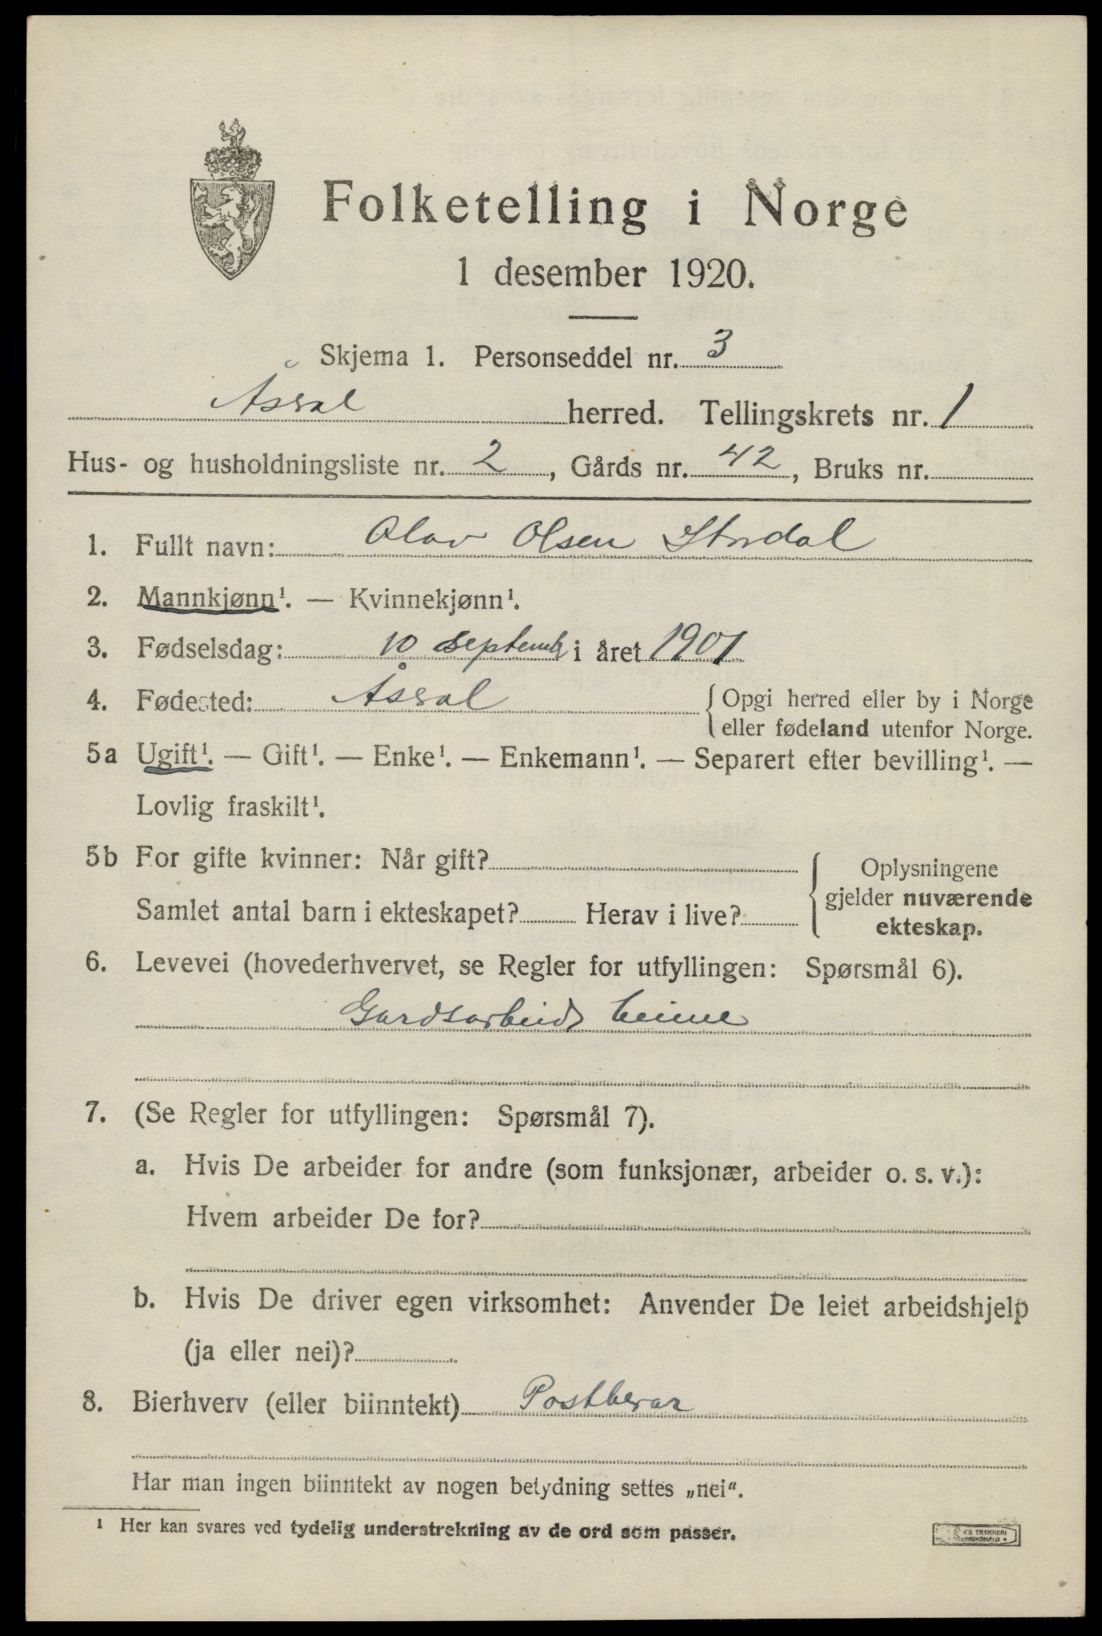 Folketelling i Norge
1 desember 1920.
Skjema 1. Personseddel nr. 3
Åseral herred. Tellingskrets nr. 1
Hus- og husholdningsliste nr. 2, Gårds nr. 42, Bruks nr.
1. Fullt navn: Olav Olsen Stordal
2. Mannkjønn¹. — Kvinnekjønn¹.
3. Fødselsdag: 10 septemb i året 1901
4. Fødested: Åseral {Opgi herred eller by i Norge
eller fødeland utenfor Norge.
5a Ugift¹. — Gift¹. — Enke¹. — Enkemann¹. — Separert efter bevilling¹. —
Lovlig fraskilt¹.
5b For gifte kvinner: Når gift?
Samlet antal barn i ekteskapet? Herav i live?
{Oplysningene
gjelder nuværende
ekteskap.
6. Levevei (hovederhvervet, se Regler for utfyllingen: Spørsmål 6).
Gardsarbeid heime
7. (Se Regler for utfyllingen: Spørsmål 7).
a. Hvis De arbeider for andre (som funksjonær, arbeider o. s. v.):
Hvem arbeider De for?
b. Hvis De driver egen virksomhet: Anvender De leiet arbeidshjelp
(ja eller nei)?
8. Bierhverv (eller biinntekt) Postberar
Har man ingen biinntekt av nogen betydning settes „nei“.
¹ Her kan svares ved tydelig understrekning av de ord som passer.
TRYKKERI